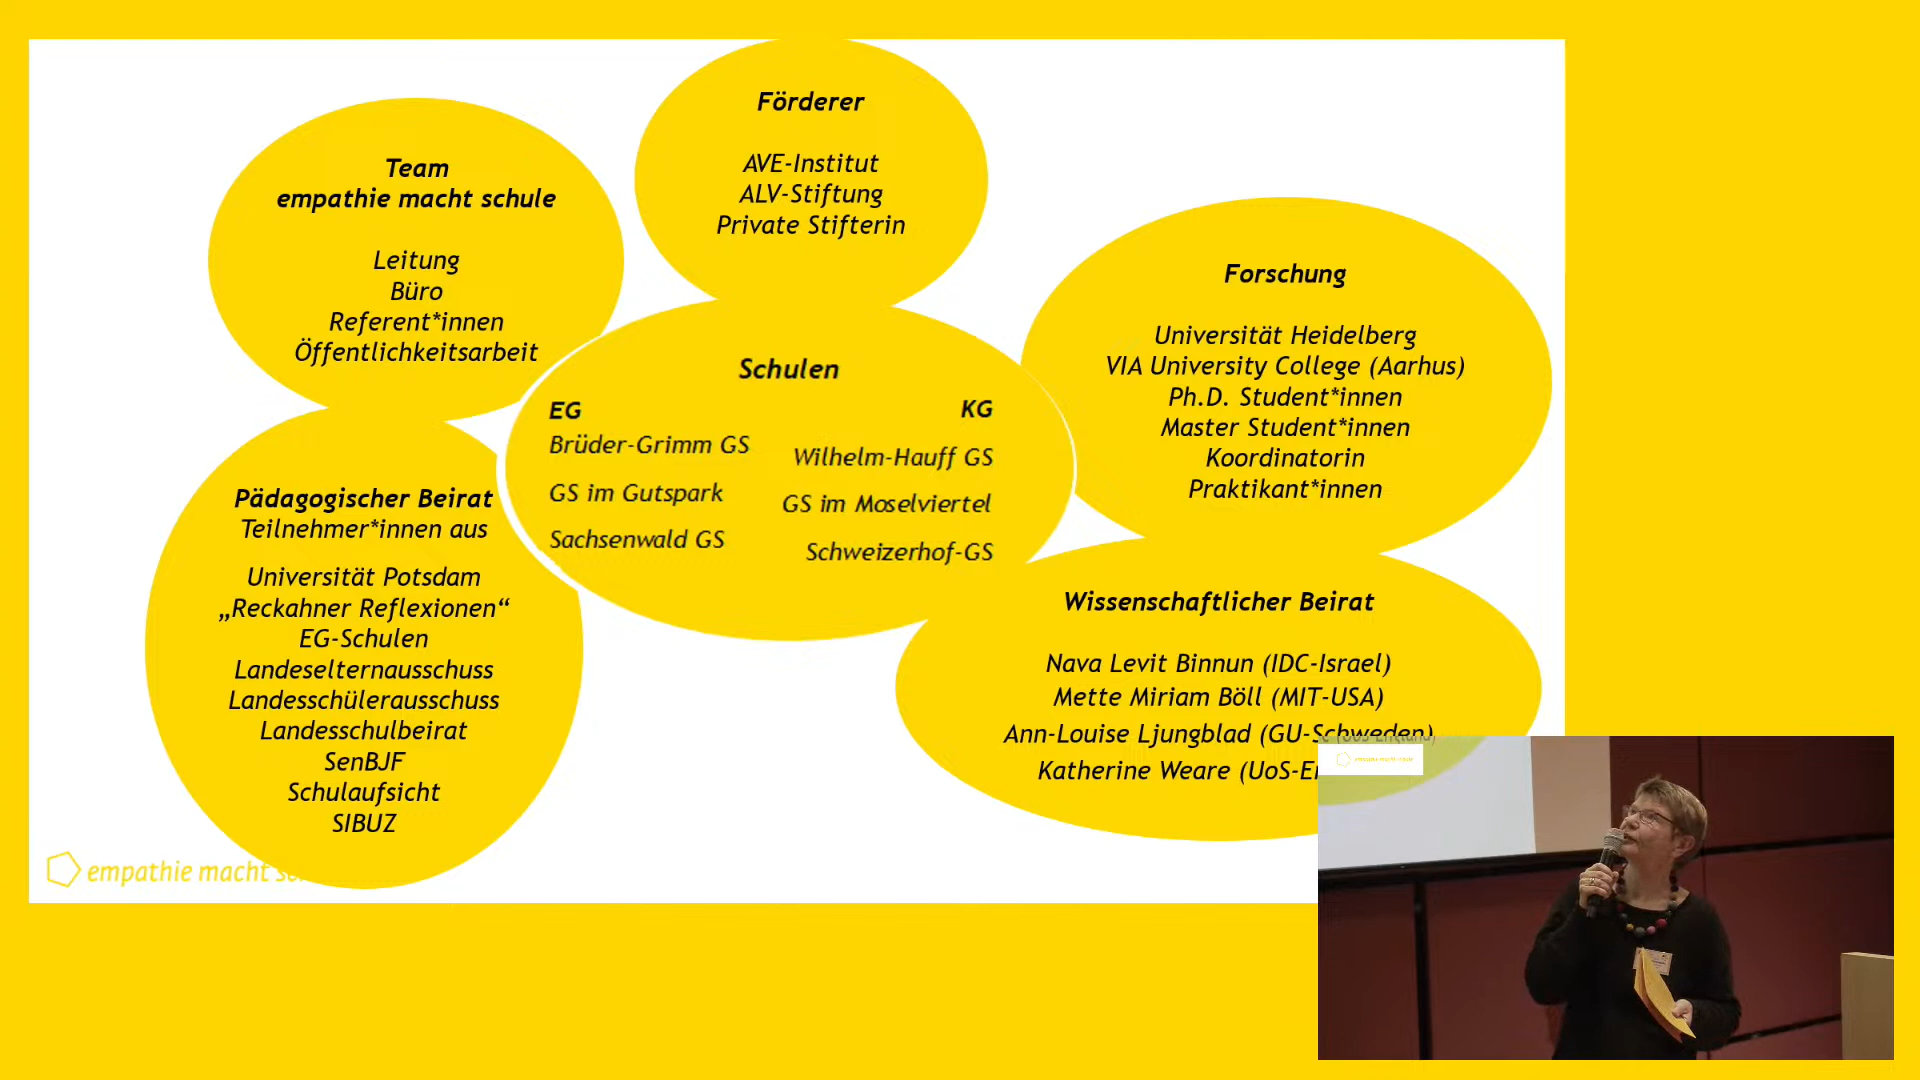 Förderer
AVE-Institut
ALV-Stiftung
Private Stifterin
Team
empathie macht schule
Leitung
Büro
Referent*innen
Öffentlichkeitsarbeit
Forschung
Universität Heidelberg
VIA University College (Aarhus)
Ph.D. Student*innen
Master Student*innen
Koordinatorin
Praktikant*innen
Schulen
EG
Brüder-Grimm GS
GS im Gutspark
Sachsenwald GS
KG
Wilhelm-Hauff GS
GS im Moselviertel
Schweizerhof-GS
Pädagogischer Beirat
Teilnehmer*innen aus
Universität Potsdam
„Reckahner Reflexionen“
EG-Schulen
Landeselternausschuss
Landesschülerausschuss
Landesschulbeirat
SenBJF
Schulaufsicht
SIBUZ
Wissenschaftlicher Beirat
Nava Levit Binnun (IDC-Israel)
Mette Miriam Böll (MIT-USA)
Ann-Louise Ljungblad (GU-Schweden)
Katherine Weare (UoS-E
empathie macht